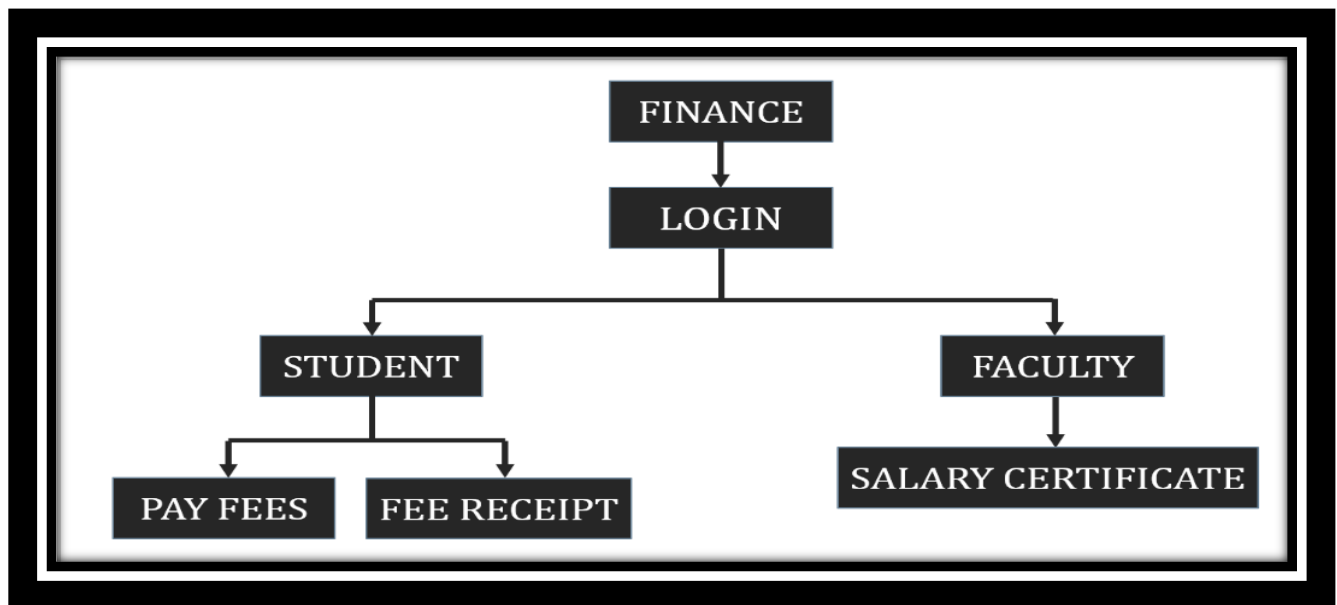 FINANCE
LOGIN
STUDENT
FACULTY
PAY FEES
FEE RECEIPT
SALARY CERTIFICATE